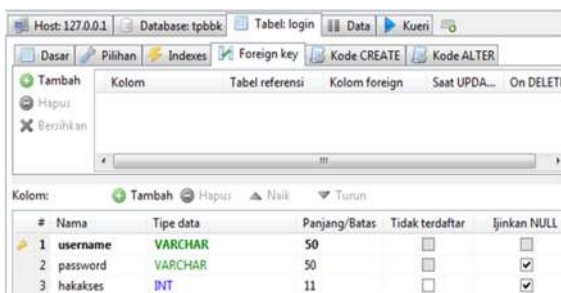 Host: 127.0.0.1 Database: tpbbk Tabel: login Data Kueri
Dasar Pilihan Indexes Foreign key Kode CREATE Kode ALTER
Tambah Kolom Tabel referensi Kolom foreign Saat UPDA... On DELETE
Hapus
Bersihkan
Kolom: Tambah Hapus Naik Turun
# Nama Tipe data Panjang/Batas Tidak terdaftar Ijinkan NULL
1 username VARCHAR 50
2 password VARCHAR 50
3 hakakses INT 11